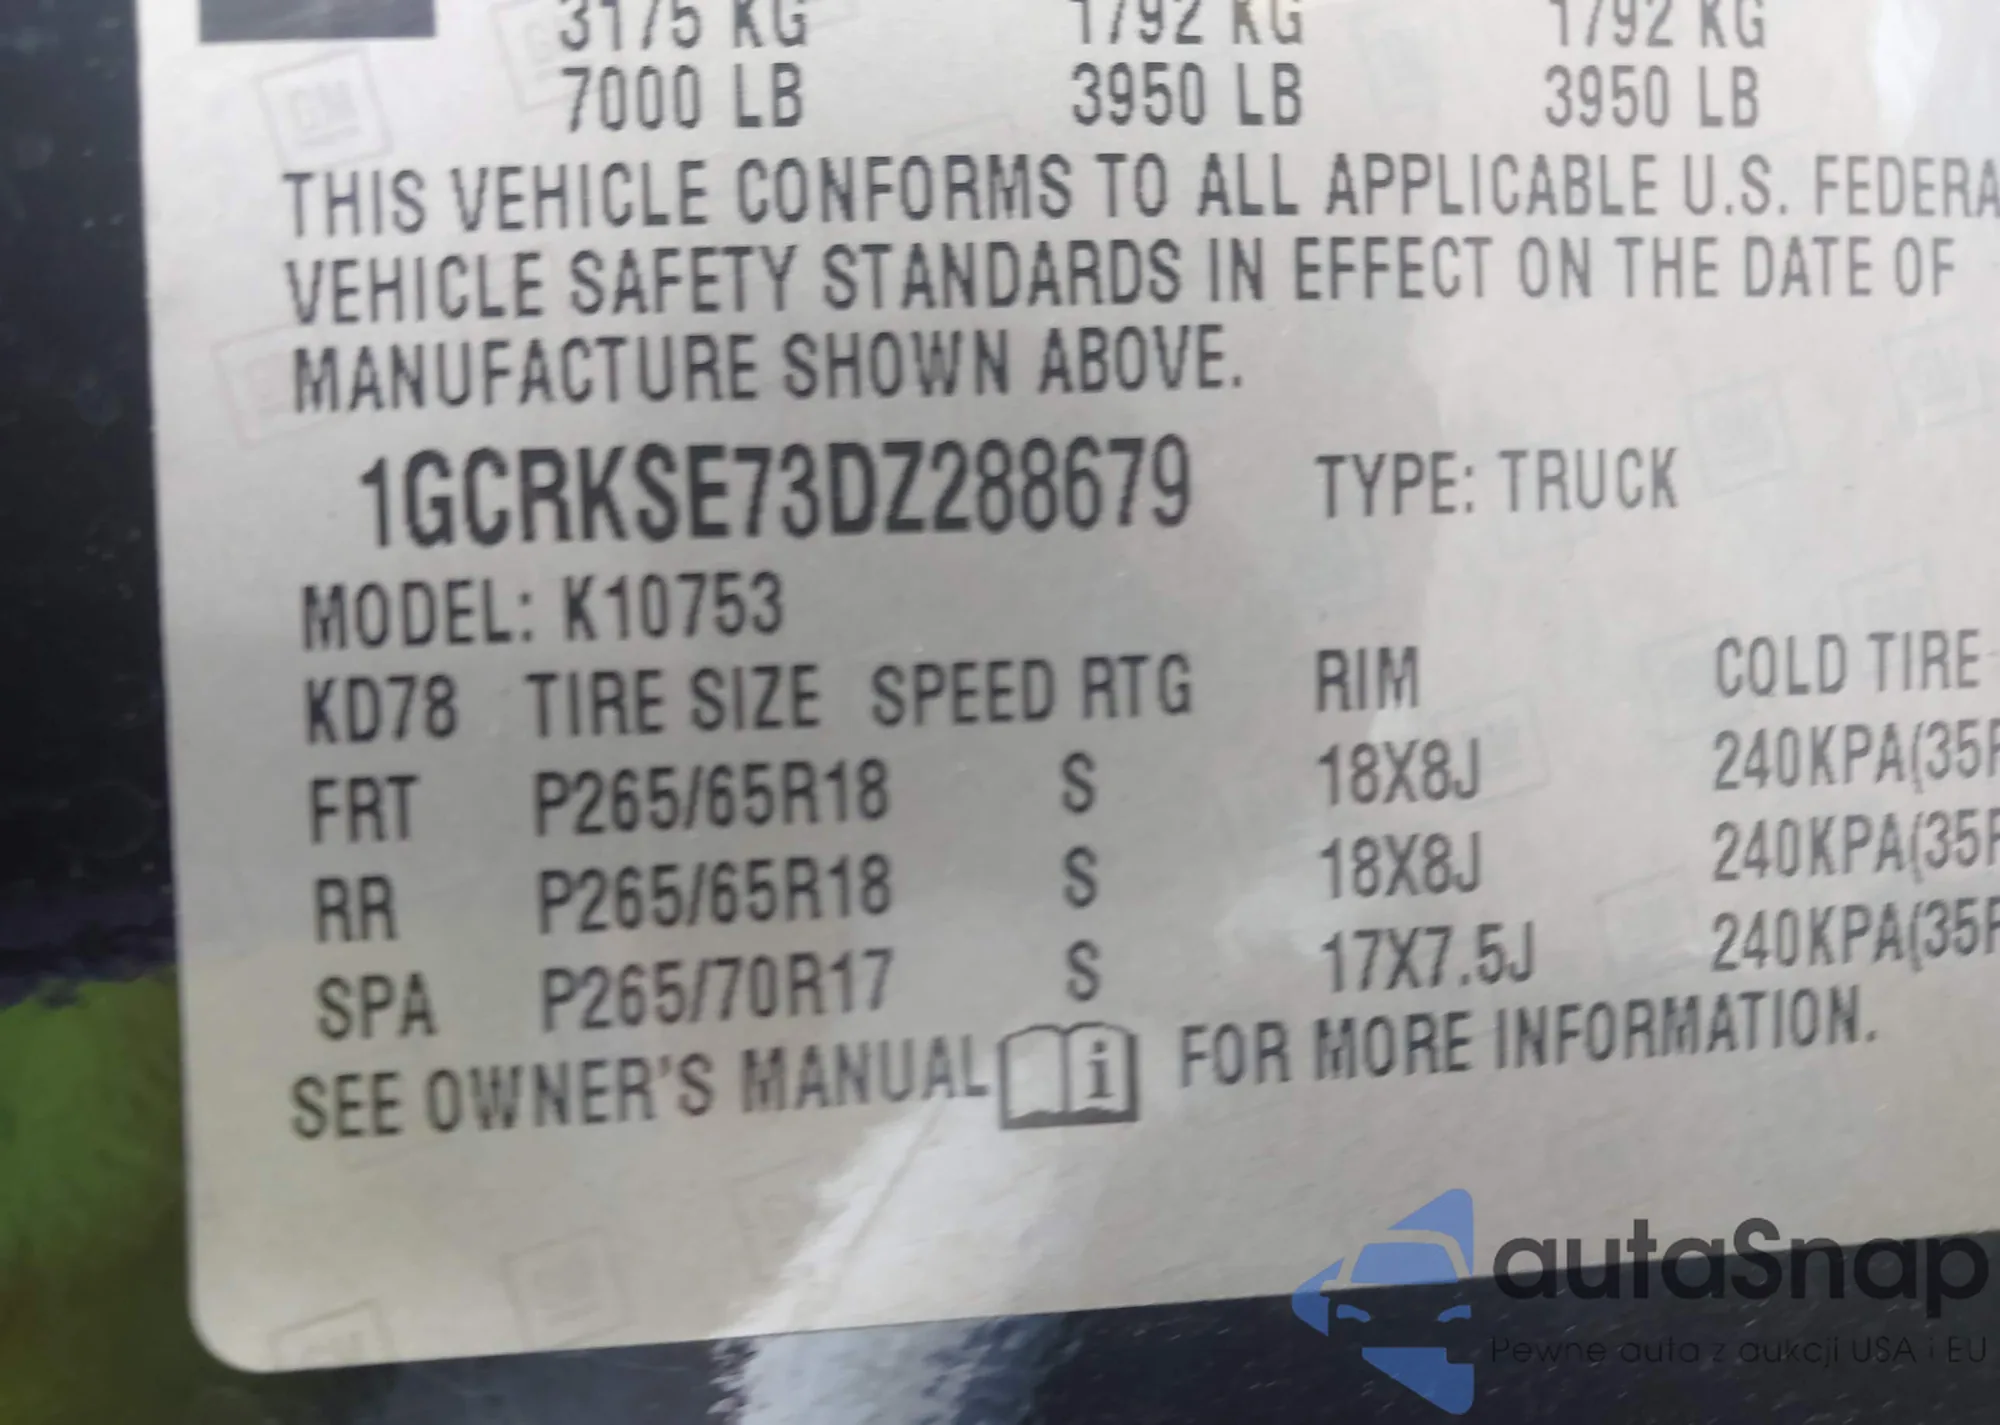 3175 KG 1792 KG 1792 KG
7000 LB 3950 LB 3950 LB
THIS VEHICLE CONFORMS TO ALL APPLICABLE U.S. FEDERA
VEHICLE SAFETY STANDARDS IN EFFECT ON THE DATE OF
MANUFACTURE SHOWN ABOVE.
1GCRKSE73DZ288679 TYPE: TRUCK
MODEL: K10753
KD78 TIRE SIZE SPEED RTG RIM COLD TIRE
FRT P265/65R18 S 18X8J 240KPA(35P
RR P265/65R18 S 18X8J 240KPA(35P
SPA P265/70R17 S 17X7.5J 240KPA(35P
SEE OWNER'S MANUAL i FOR MORE INFORMATION.
autaSnap
Pewne auta z aukcji USA i EU